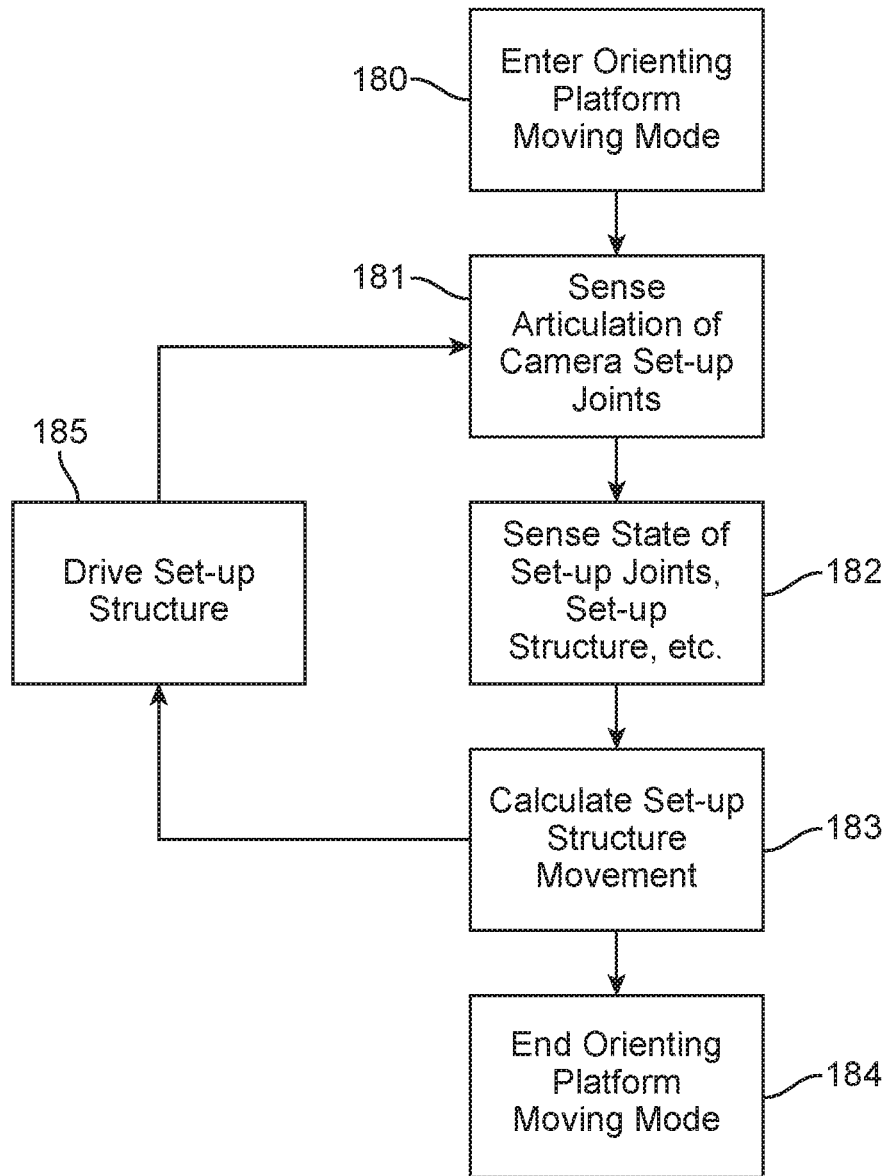 180
Enter Orienting
Platform
Moving Mode
181
Sense
Articulation of
Camera Set-up
Joints
185
Drive Set-up
Structure
Sense State of
Set-up Joints,
Set-up
Structure, etc.
182
Calculate Set-up
Structure
Movement
183
End Orienting
Platform
Moving Mode
184